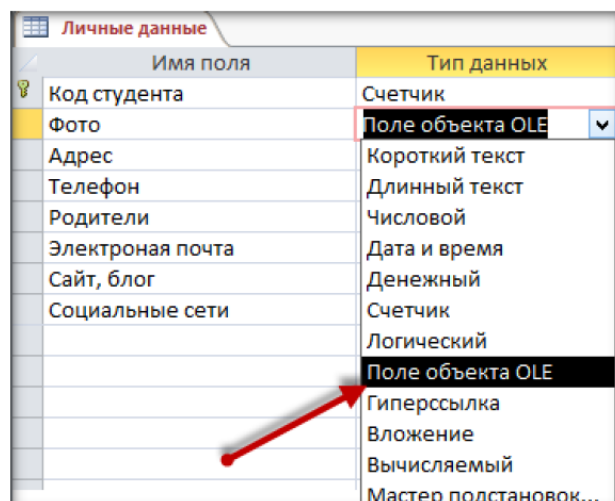 Личные данные
Имя поля Тип данных
Код студента Счетчик
Фото Поле объекта OLE
Адрес Короткий текст
Телефон Длинный текст
Родители Числовой
Электроная почта Дата и время
Сайт, блог Денежный
Социальные сети Счетчик
Логический
Поле объекта OLE
Гиперссылка
Вложение
Вычисляемый
Мастер подстановок...